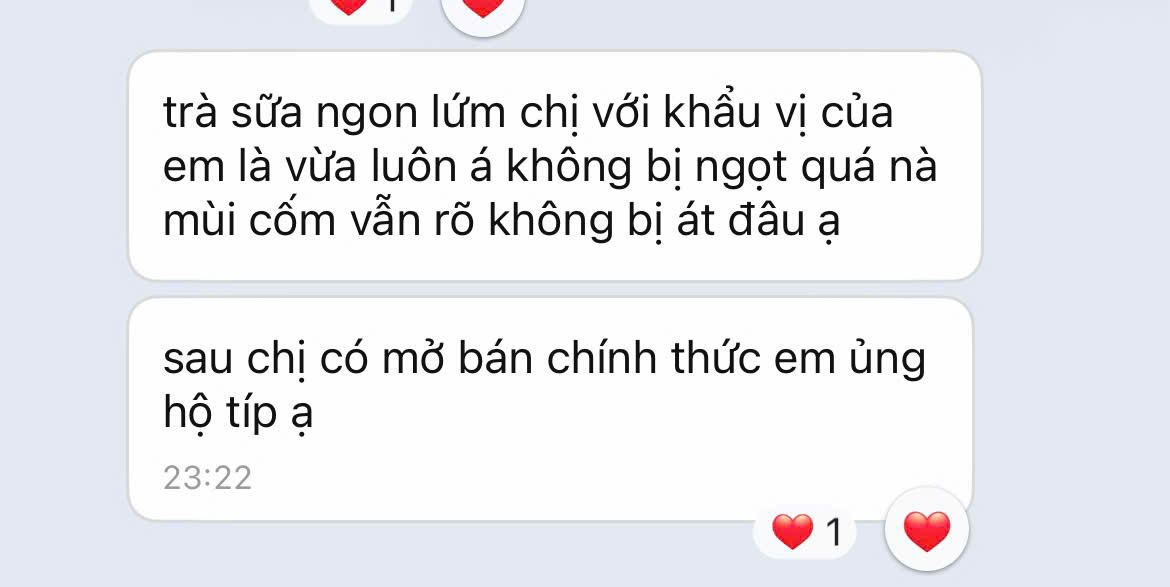 1
trà sữa ngon lứm chị với khẩu vị của
em là vừa luôn á không bị ngọt quá nà
mùi cốm vẫn rõ không bị át đâu ạ
sau chị có mở bán chính thức em ủng
hộ típ ạ
23:22
1